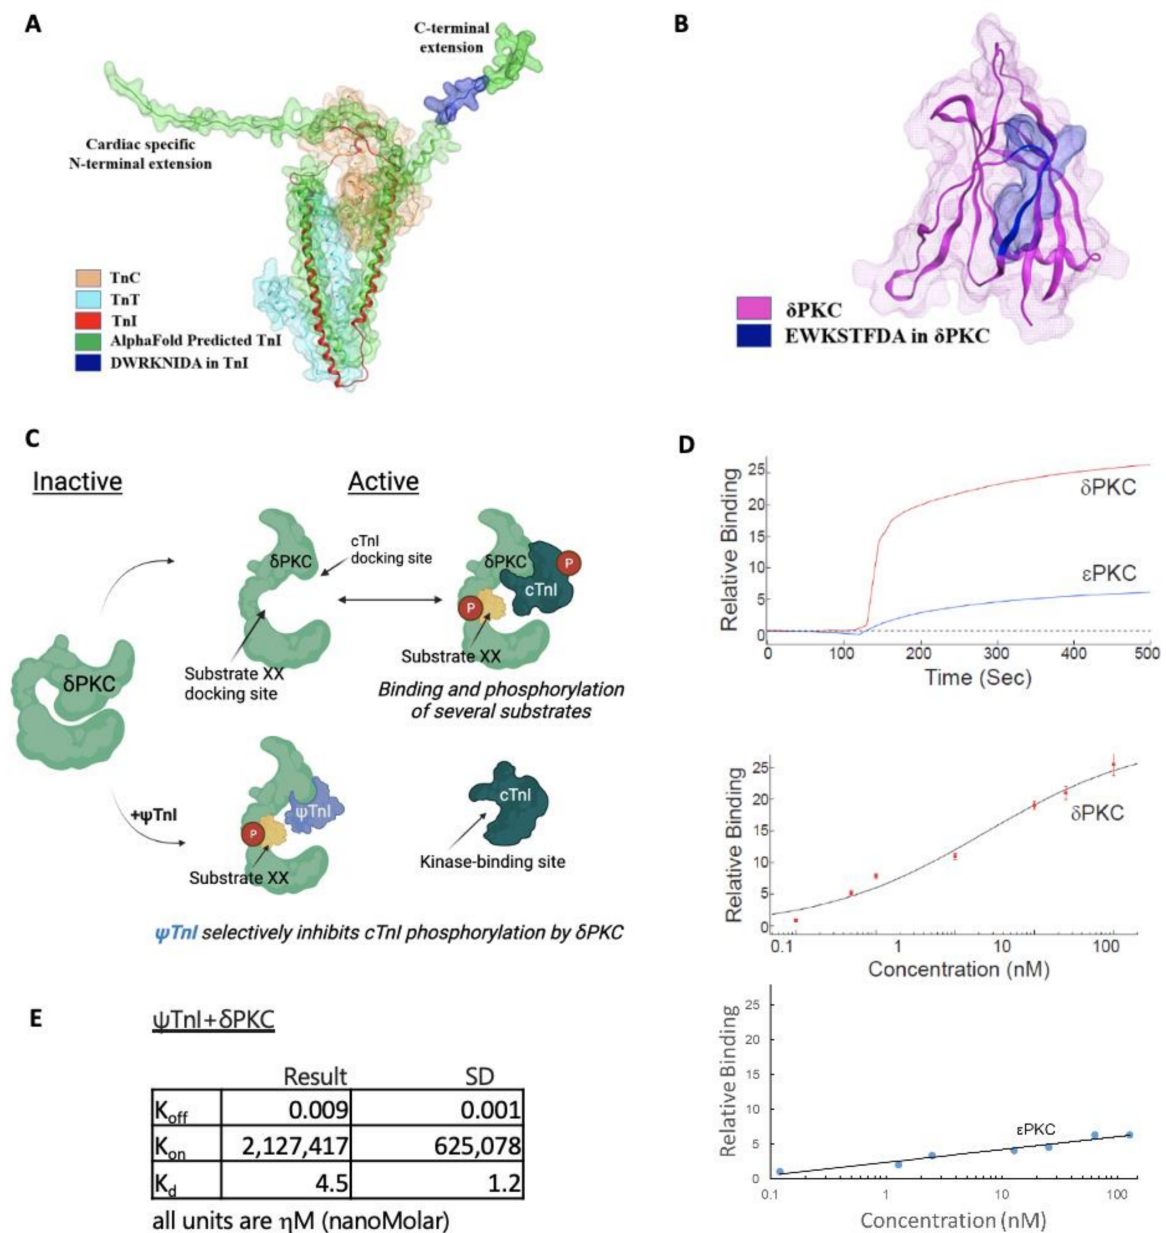 A
C-terminal
extension
Cardiac specific
N-terminal extension
TnC
TnT
TnI
AlphaFold Predicted TnI
DWRKNIDA in TnI
B
δPKC
EWKSTFDA in δPKC
C
Inactive
Active
δPKC
δPKC
cTnI
docking site
Substrate XX
docking site
δPKC
cTnI
P
P
Substrate XX
Binding and phosphorylation
of several substrates
+ψTnI
ψTnI
P
Substrate XX
cTnI
Kinase-binding site
ψTnI selectively inhibits cTnI phosphorylation by δPKC
D
Relative Binding
25
20
15
10
5
0
δPKC
εPKC
0 100 200 300 400 500
Time (Sec)
Relative Binding
25
20
15
10
5
0
δPKC
0.1 1 10 100
Concentration (nM)
Relative Binding
25
20
15
10
5
0
εPKC
0.1 1 10 100
Concentration (nM)
E
ψTnI+δPKC
Result SD
Koff 0.009 0.001
Kon 2,127,417 625,078
Kd 4.5 1.2
all units are ηM (nanoMolar)